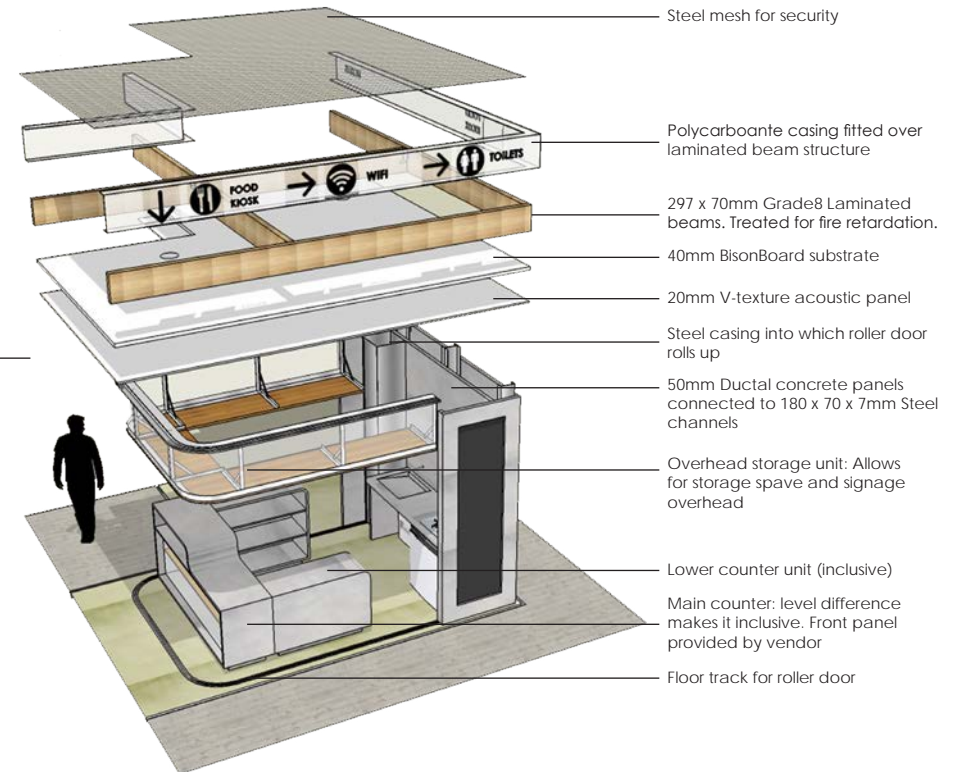 Steel mesh for security
Polycarboante casing fitted over
laminated beam structure
FOOD
KIOSK
WIFI
TOILETS
297 x 70mm Grade8 Laminated
beams. Treated for fire retardation.
40mm BisonBoard substrate
20mm V-texture acoustic panel
Steel casing into which roller door
rolls up
50mm Ductal concrete panels
connected to 180 x 70 x 7mm Steel
channels
Overhead storage unit: Allows
for storage spave and signage
overhead
Lower counter unit (inclusive)
Main counter: level difference
makes it inclusive. Front panel
provided by vendor
Floor track for roller door